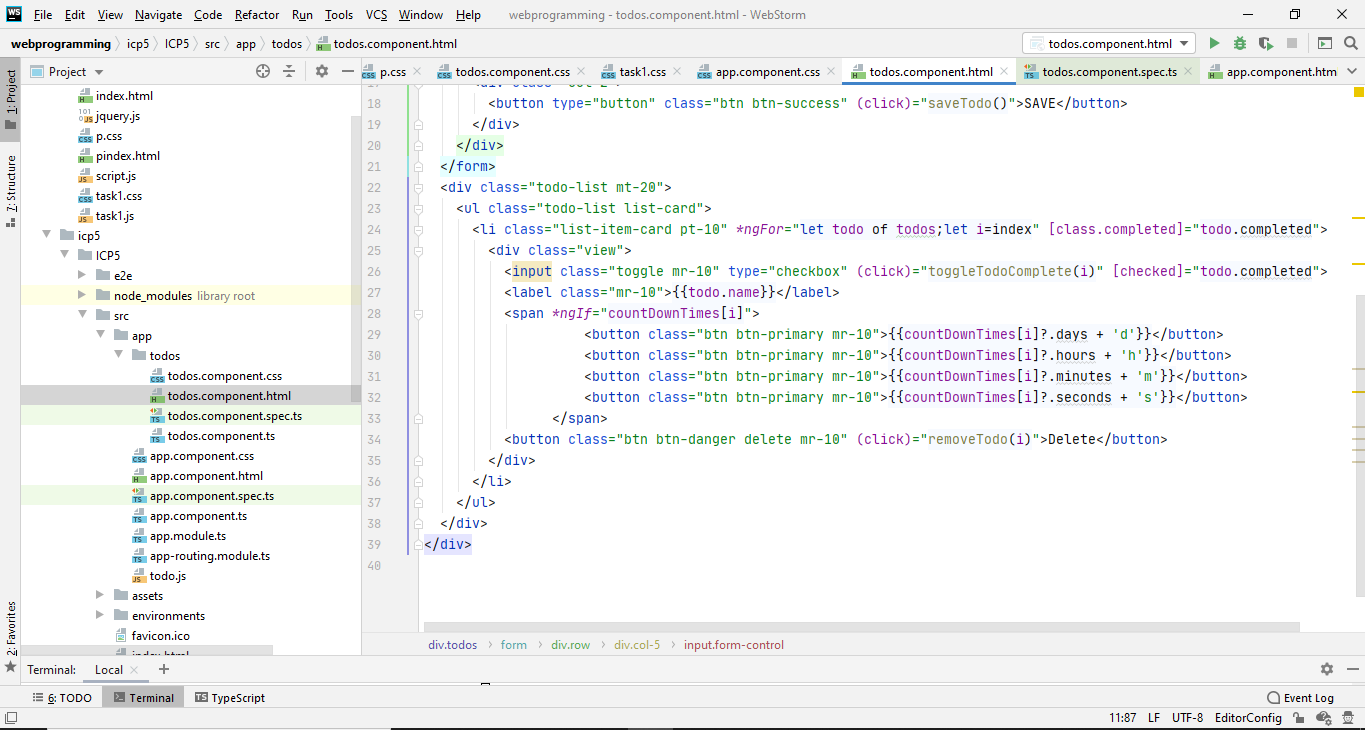 WS File Edit View Navigate Code Refactor Run Tools VCS Window Help webprogramming - todos.component.html - WebStorm
webprogramming icp5 ICP5 src app todos todos.component.html todos.component.html
1: Project
Project
p.css todos.component.css task1.css app.component.css todos.component.html todos.component.spec.ts app.component.htm
index.html
jquery.js
p.css
pindex.html
script.js
task1.css
task1.js
icp5
ICP5
e2e
node_modules library root
src
app
todos
todos.component.css
todos.component.html
todos.component.spec.ts
todos.component.ts
app.component.css
app.component.html
app.component.spec.ts
app.component.ts
app.module.ts
app-routing.module.ts
todo.js
assets
environments
favicon.ico
index.html
7: Structure
2: Favorites
18 <button type="button" class="btn btn-success" (click)="saveTodo()">SAVE</button>
19 </div>
20 </div>
21 </form>
22 <div class="todo-list mt-20">
23 <ul class="todo-list list-card">
24 <li class="list-item-card pt-10" *ngFor="let todo of todos;let i=index" [class.completed]="todo.completed">
25 <div class="view">
26 <input class="toggle mr-10" type="checkbox" (click)="toggleTodoComplete(i)" [checked]="todo.completed">
27 <label class="mr-10">{{todo.name}}</label>
28 <span *ngIf="countDownTimes[i]">
29 <button class="btn btn-primary mr-10">{{countDownTimes[i]?.days + 'd'}}</button>
30 <button class="btn btn-primary mr-10">{{countDownTimes[i]?.hours + 'h'}}</button>
31 <button class="btn btn-primary mr-10">{{countDownTimes[i]?.minutes + 'm'}}</button>
32 <button class="btn btn-primary mr-10">{{countDownTimes[i]?.seconds + 's'}}</button>
33 </span>
34 <button class="btn btn-danger delete mr-10" (click)="removeTodo(i)">Delete</button>
35 </div>
36 </li>
37 </ul>
38 </div>
39 </div>
40
div.todos form div.row div.col-5 input.form-control
Terminal: Local
6: TODO Terminal TypeScript Event Log
11:87 LF UTF-8 EditorConfig